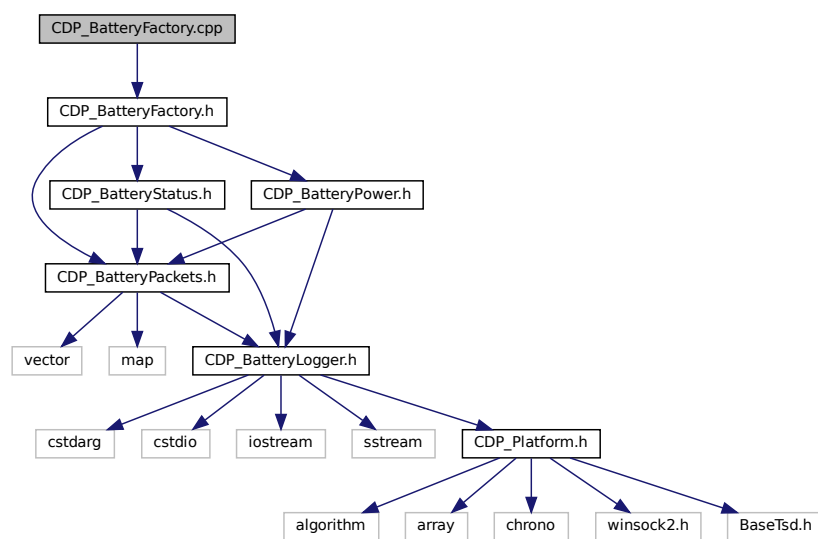 CDP_BatteryFactory.cpp
CDP_BatteryFactory.h
CDP_BatteryStatus.h
CDP_BatteryPower.h
CDP_BatteryPackets.h
vector
map
CDP_BatteryLogger.h
cstdarg
cstdio
iostream
sstream
CDP_Platform.h
algorithm
array
chrono
winsock2.h
BaseTsd.h